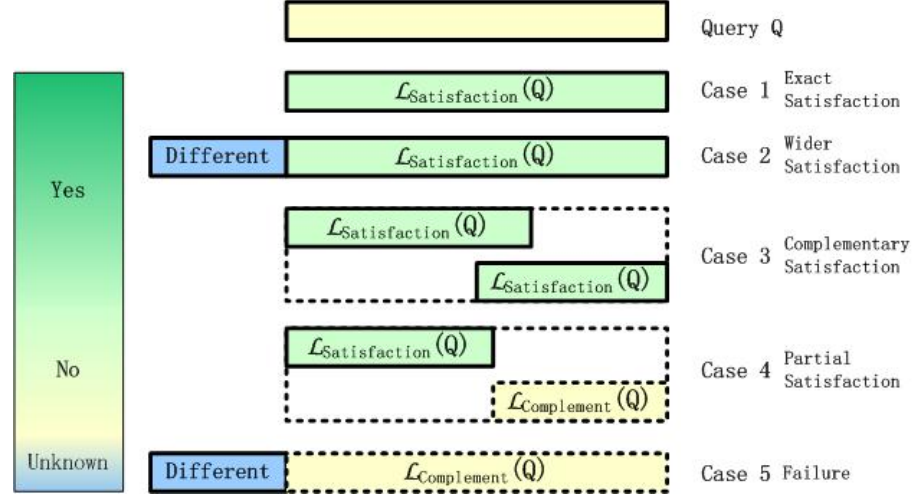 Query Q
ℒSatisfaction(Q)
Case 1 Exact Satisfaction
Different
ℒSatisfaction(Q)
Case 2 Wider Satisfaction
Yes
ℒSatisfaction(Q)
ℒSatisfaction(Q)
Case 3 Complementary Satisfaction
No
ℒSatisfaction(Q)
ℒComplement(Q)
Case 4 Partial Satisfaction
Unknown
Different
ℒComplement(Q)
Case 5 Failure